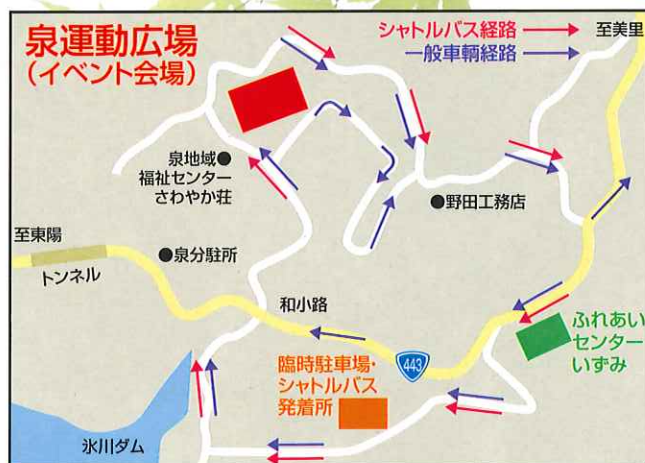 泉運動広場
(イベント会場)
シャトルバス経路
一般車輌経路
至美里
泉地域
福祉センター
さわやか荘
野田工務店
至東陽
トンネル
泉分駐所
和小路
ふれあい
センター
いずみ
臨時駐車場・
シャトルバス
発着所
443
氷川ダム